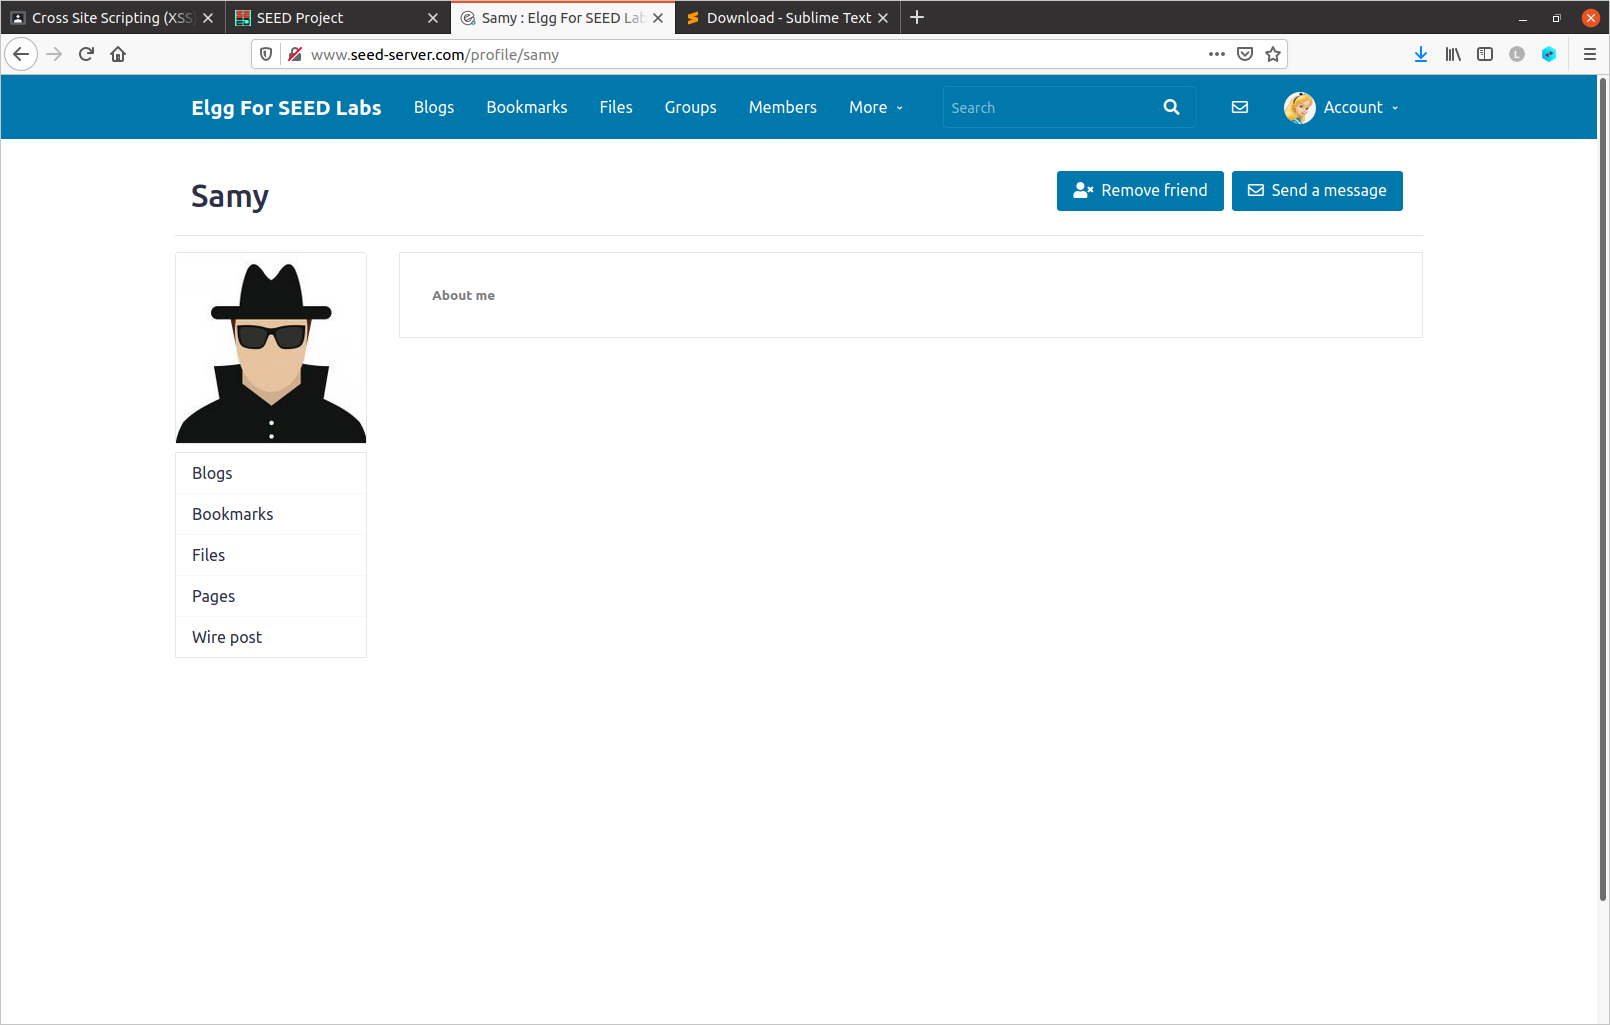 Cross Site Scripting (XSS)
SEED Project
Samy : Elgg For SEED Lab
Download - Sublime Text
www.seed-server.com/profile/samy
L
Elgg For SEED Labs
Blogs
Bookmarks
Files
Groups
Members
More
Search
Account
Samy
Remove friend
Send a message
About me
Blogs
Bookmarks
Files
Pages
Wire post